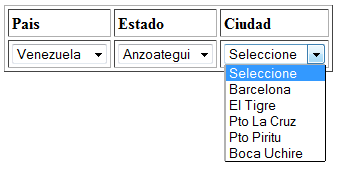 Pais Estado Ciudad
Venezuela Anzoategui Seleccione
Seleccione
Barcelona
El Tigre
Pto La Cruz
Pto Piritu
Boca Uchire